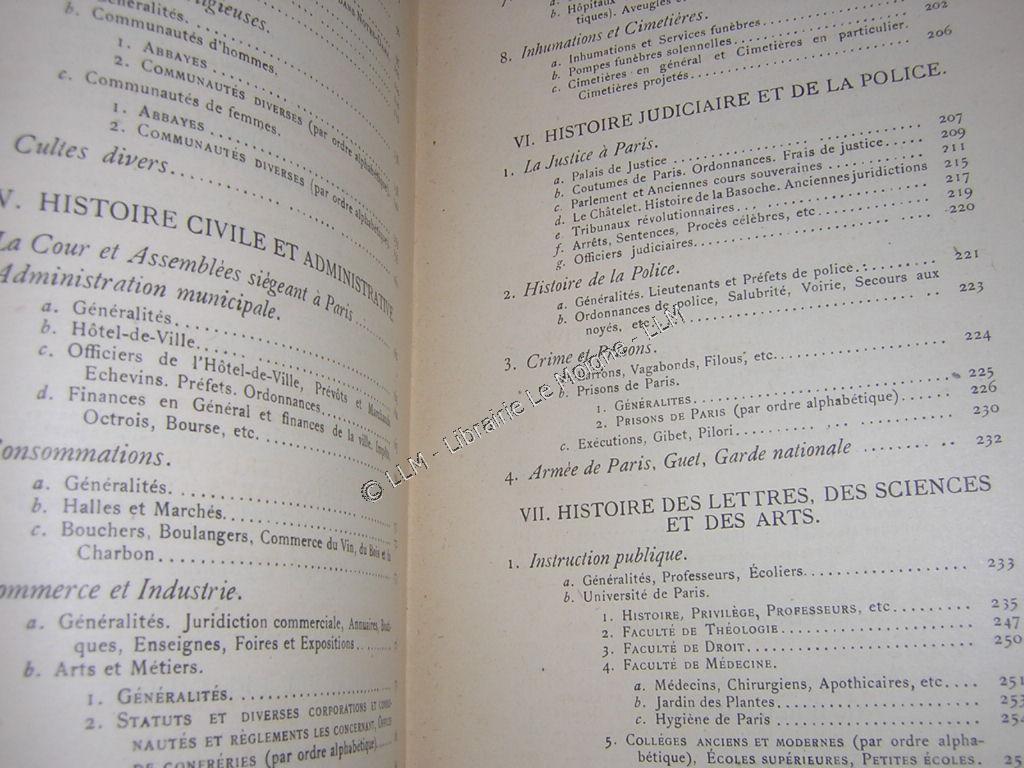 Généralités.
b. Communautés d'hommes.
1. ABBAYES
2. COMMUNAUTÉS DIVERSES (par ordre alphabétique).
c. Communautés de femmes.
1. ABBAYES
2. COMMUNAUTÉS DIVERSES (par ordre alphabétique).
Cultes divers
V. HISTOIRE CIVILE ET ADMINISTRATIVE
La Cour et Assemblées siégeant à Paris
Administration municipale.
a. Généralités
b. Hôtel-de-Ville
c. Officiers de l'Hôtel-de-Ville, Prévôts et Marchands
Echevins. Préfets. Ordonnances
d. Finances en Général et finances de la ville. Impôts
Octrois, Bourse, etc.
onsommations.
a. Généralités.
b. Halles et Marchés.
c. Bouchers, Boulangers, Commerce du Vin, du Bois et du
Charbon
ommerce et Industrie.
a. Généralités. Juridiction commerciale, Annuaires, Bouti-
ques, Enseignes, Foires et Expositions
b. Arts et Métiers.
1. GÉNÉRALITÉS.
2. STATUTS ET DIVERSES CORPORATIONS ET COMMU-
NAUTÉS ET RÈGLEMENTS LES CONCERNANT,
DE CONFRÉRIES (par ordre alphabétique)
b. Hôpitaux
tiques). Aveugles et
8. Inhumations et Cimetières.
a. Inhumations et Services funèbres
b. Pompes funèbres solennelles 202
c. Cimetières en général et Cimetières en particulier.
Cimetières projetés 206
VI. HISTOIRE JUDICIAIRE ET DE LA POLICE.
1. La Justice à Paris.
a. Palais de Justice 207
b. Coutumes de Paris. Ordonnances. Frais de justice 209
c. Parlement et Anciennes cours souveraines 211
d. Le Châtelet. Histoire de la Basoche. Anciennes juridictions 215
e. Tribunaux révolutionnaires 217
f. Arrêts, Sentences, Procès célèbres, etc 219
g. Officiers judiciaires 220
2. Histoire de la Police.
a. Généralités. Lieutenants et Préfets de police 221
b. Ordonnances de police, Salubrité, Voirie, Secours aux
noyés, etc 223
3. Crime et Prisons.
Larrons, Vagabonds, Filous, etc. 224
b. Prisons de Paris.
1. GÉNÉRALITES 225
2. PRISONS DE PARIS (par ordre alphabétique) 226
c. Exécutions, Gibet, Pilori 230
4. Armée de Paris, Guet, Garde nationale 232
VII. HISTOIRE DES LETTRES, DES SCIENCES
ET DES ARTS.
1. Instruction publique.
a. Généralités, Professeurs, Écoliers 233
b. Université de Paris.
1. HISTOIRE, PRIVILÈGE, PROFESSEURS, etc 235
2. FACULTÉ DE THÉOLOGIE 247
3. FACULTÉ DE DROIT 250
4. FACULTÉ DE MÉDECINE.
a. Médecins, Chirurgiens, Apothicaires, etc 251
b. Jardin des Plantes 253
c. Hygiène de Paris 254
5. COLLÈGES ANCIENS ET MODERNES (par ordre alpha-
bétique), ÉCOLES SUPÉRIEURES, PETITES ÉCOLES.
© LLM - Librairie Le Moigne - LLM